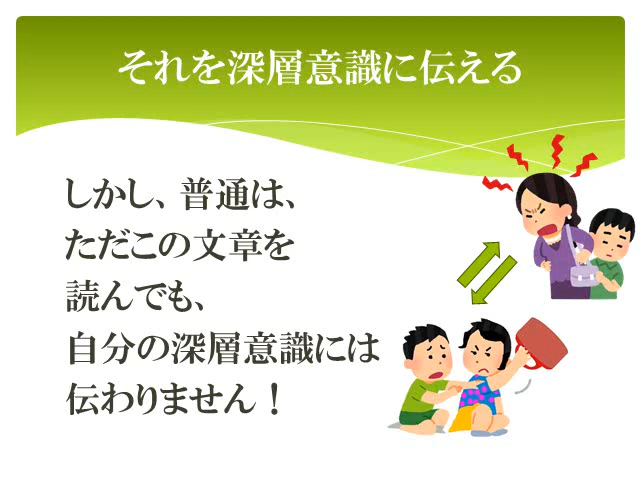 それを深層意識に伝える
しかし、普通は、
ただこの文章を
読んでも、
自分の深層意識には
伝わりません！